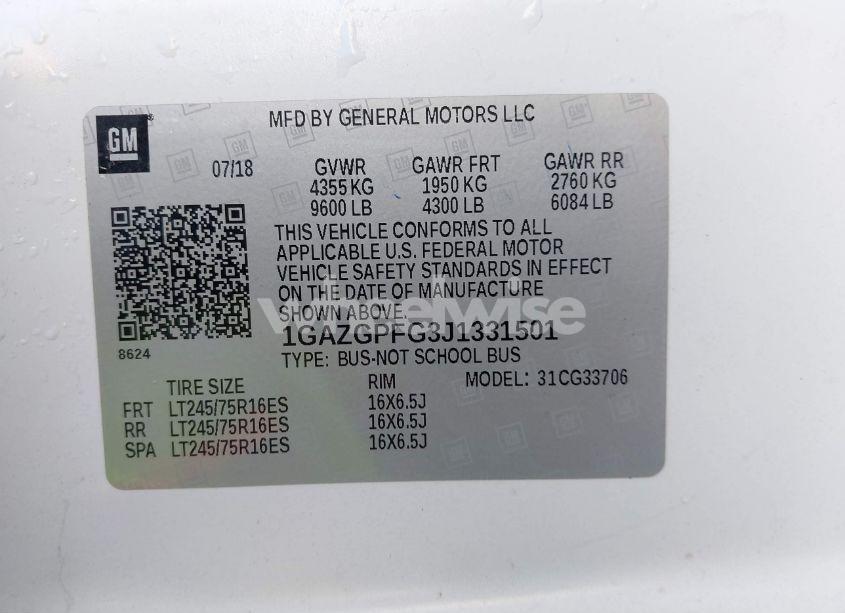 MFD BY GENERAL MOTORS LLC
GM
07/18 GVWR GAWR FRT GAWR RR
4355 KG 1950 KG 2760 KG
9600 LB 4300 LB 6084 LB
THIS VEHICLE CONFORMS TO ALL
APPLICABLE U.S. FEDERAL MOTOR
VEHICLE SAFETY STANDARDS IN EFFECT
ON THE DATE OF MANUFACTURE
SHOWN ABOVE.
1GAZGPFG3J1331501
8624
TYPE: BUS-NOT SCHOOL BUS
TIRE SIZE RIM MODEL: 31CG33706
FRT LT245/75R16ES 16X6.5J
RR LT245/75R16ES 16X6.5J
SPA LT245/75R16ES 16X6.5J